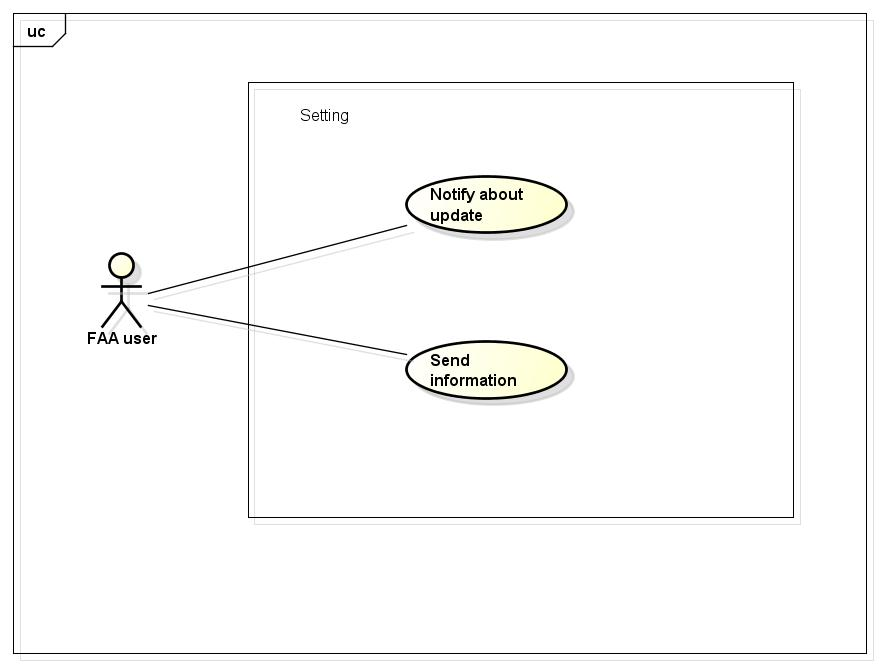 uc
Setting
Notify about
update
FAA user
Send
information